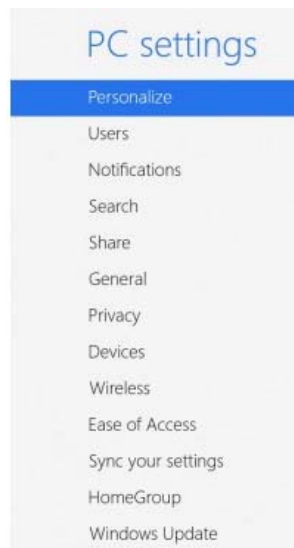 PC settings
Personalize
Users
Notifications
Search
Share
General
Privacy
Devices
Wireless
Ease of Access
Sync your settings
HomeGroup
Windows Update